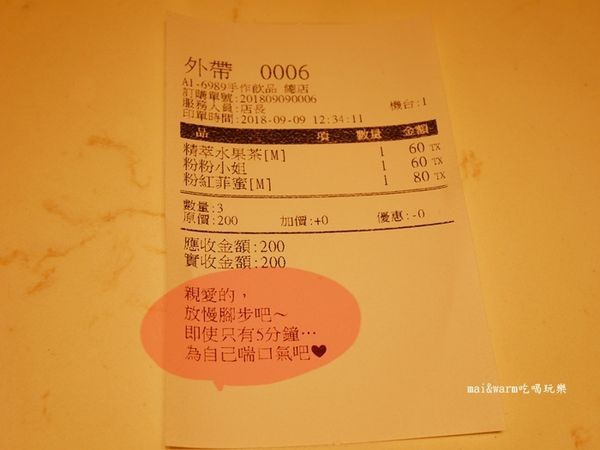 外帶 0006
A1-6989手作飲品 總店
訂購單號:201809090006
服務人員:店長 機台:1
印單時間:2018-09-09 12:34:11
品 項 數量 金額
精萃水果茶[M] 1 60 TX
粉粉小姐 1 60 TX
粉紅菲蜜[M] 1 80 TX
數量:3
原價:200 加價:+0 優惠:-0
應收金額:200
實收金額:200
親愛的,
放慢腳步吧~
即使只有5分鐘…
為自己喘口氣吧♥
mai&warm吃喝玩樂